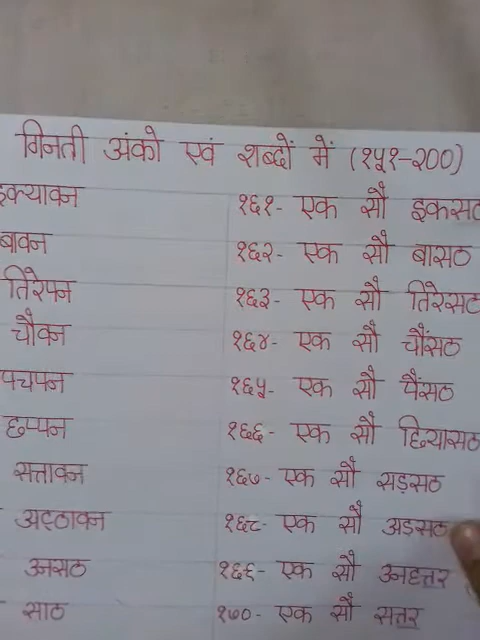 गिनती अंको एवं शब्दों में (१५१-२००)
इक्यावन १६१- एक सौ इकसठ
बावन १६२- एक सौ बासठ
तिरेपन १६३- एक सौ तिरेसठ
चौवन १६४- एक सौ चौंसठ
पचपन १६५- एक सौ पैंसठ
छप्पन १६६- एक सौ छियासठ
सत्तावन १६७- एक सौ सड़सठ
अट्ठावन १६८- एक सौ अड़सठ
उनसठ १६९- एक सौ उनहत्तर
- साठ १७०- एक सौ सत्तर